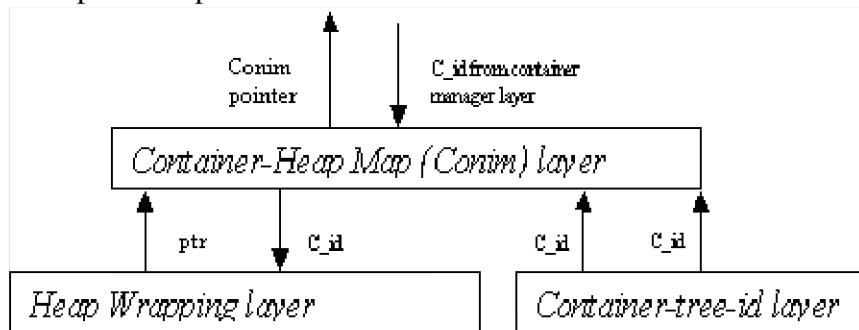 Conim
pointer
C_id from container
manager layer
Container-Heap Map (Conim) layer
ptr
C_id
C_id
C_id
Heap Wrapping layer
Container-tree-id layer